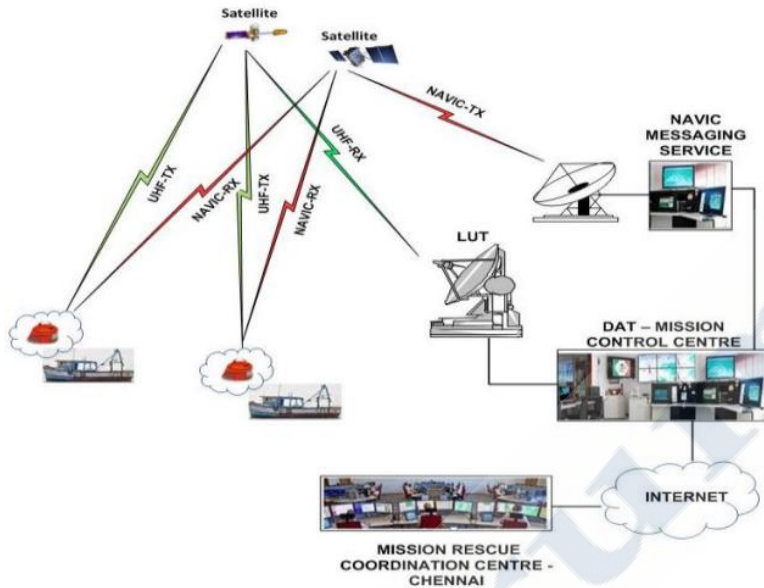 Satellite
Satellite
NAVIC-TX
UHF-RX
UHF-TX
NAVIC-RX
UHF-TX
NAVIC-RX
NAVIC
MESSAGING
SERVICE
LUT
DAT – MISSION
CONTROL CENTRE
INTERNET
MISSION RESCUE
COORDINATION CENTRE -
CHENNAI